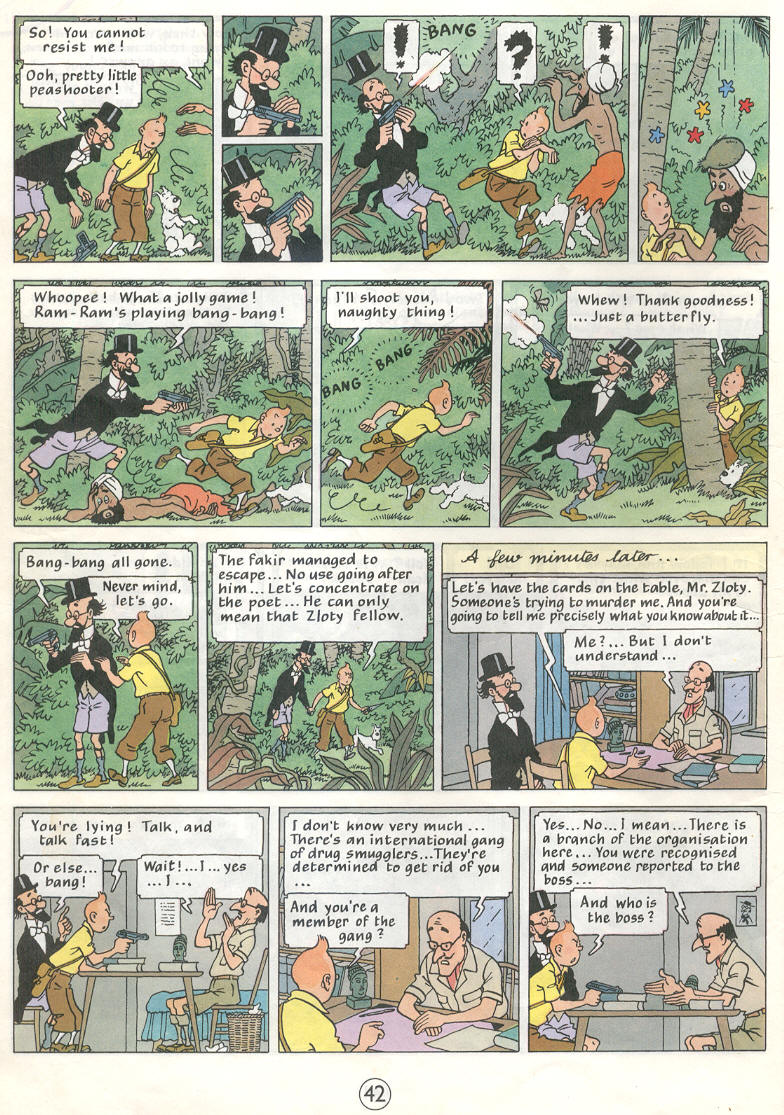 So! You cannot
resist me!
Ooh, pretty little
peashooter!
!
BANG
?
!
Whoopee! What a jolly game!
Ram-Ram's playing bang-bang!
I'll shoot you,
naughty thing!
BANG
BANG
Whew! Thank goodness!
...Just a butterfly.
Bang-bang all gone.
Never mind,
let's go.
The fakir managed to
escape... No use going after
him... Let's concentrate on
the poet... He can only
mean that Zloty fellow.
A few minutes later...
Let's have the cards on the table, Mr. Zloty.
Someone's trying to murder me. And you're
going to tell me precisely what you know about it...
Me?... But I don't
understand...
You're lying! Talk, and
talk fast!
Or else...
bang!
Wait!...I...yes
...I...
I don't know very much...
There's an international gang
of drug smugglers...They're
determined to get rid of you
...
And you're a
member of the
gang?
Yes...No...I mean...There is
a branch of the organisation
here... You were recognised
and someone reported to the
boss...
And who is
the boss?
42